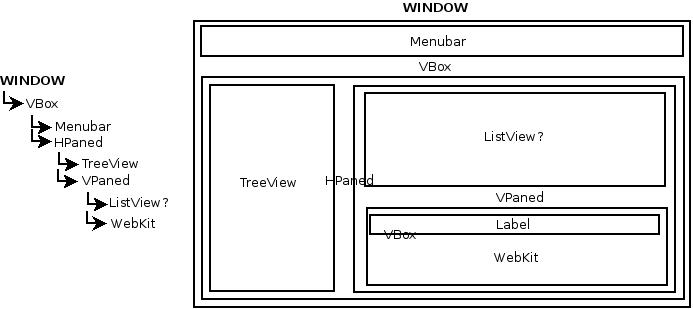 WINDOW
VBox
Menubar
HPaned
TreeView
VPaned
ListView?
WebKit
WINDOW
Menubar
VBox
TreeView
HPaned
ListView?
VPaned
Label
VBox
WebKit